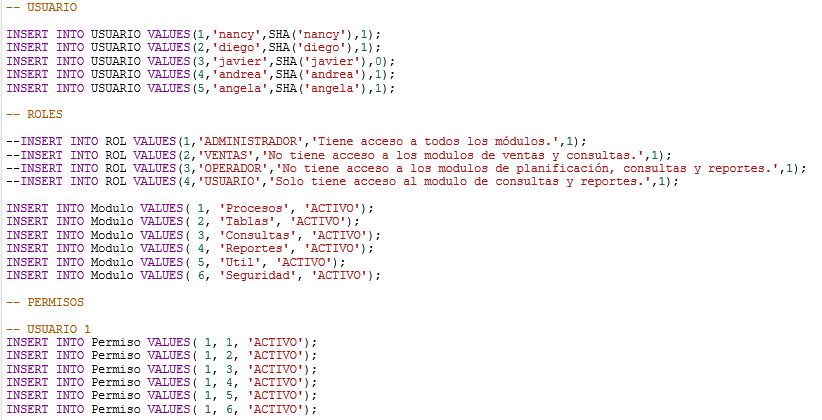 -- USUARIO
INSERT INTO USUARIO VALUES(1,'nancy',SHA('nancy'),1);
INSERT INTO USUARIO VALUES(2,'diego',SHA('diego'),1);
INSERT INTO USUARIO VALUES(3,'javier',SHA('javier'),0);
INSERT INTO USUARIO VALUES(4,'andrea',SHA('andrea'),1);
INSERT INTO USUARIO VALUES(5,'angela',SHA('angela'),1);
-- ROLES
--INSERT INTO ROL VALUES(1,'ADMINISTRADOR','Tiene acceso a todos los módulos.',1);
--INSERT INTO ROL VALUES(2,'VENTAS','No tiene acceso a los modulos de ventas y consultas.',1);
--INSERT INTO ROL VALUES(3,'OPERADOR','No tiene acceso a los modulos de planificación, consultas y reportes.',1);
--INSERT INTO ROL VALUES(4,'USUARIO','Solo tiene acceso al modulo de consultas y reportes.',1);
INSERT INTO Modulo VALUES( 1, 'Procesos', 'ACTIVO');
INSERT INTO Modulo VALUES( 2, 'Tablas', 'ACTIVO');
INSERT INTO Modulo VALUES( 3, 'Consultas', 'ACTIVO');
INSERT INTO Modulo VALUES( 4, 'Reportes', 'ACTIVO');
INSERT INTO Modulo VALUES( 5, 'Util', 'ACTIVO');
INSERT INTO Modulo VALUES( 6, 'Seguridad', 'ACTIVO');
-- PERMISOS
-- USUARIO 1
INSERT INTO Permiso VALUES( 1, 1, 'ACTIVO');
INSERT INTO Permiso VALUES( 1, 2, 'ACTIVO');
INSERT INTO Permiso VALUES( 1, 3, 'ACTIVO');
INSERT INTO Permiso VALUES( 1, 4, 'ACTIVO');
INSERT INTO Permiso VALUES( 1, 5, 'ACTIVO');
INSERT INTO Permiso VALUES( 1, 6, 'ACTIVO');